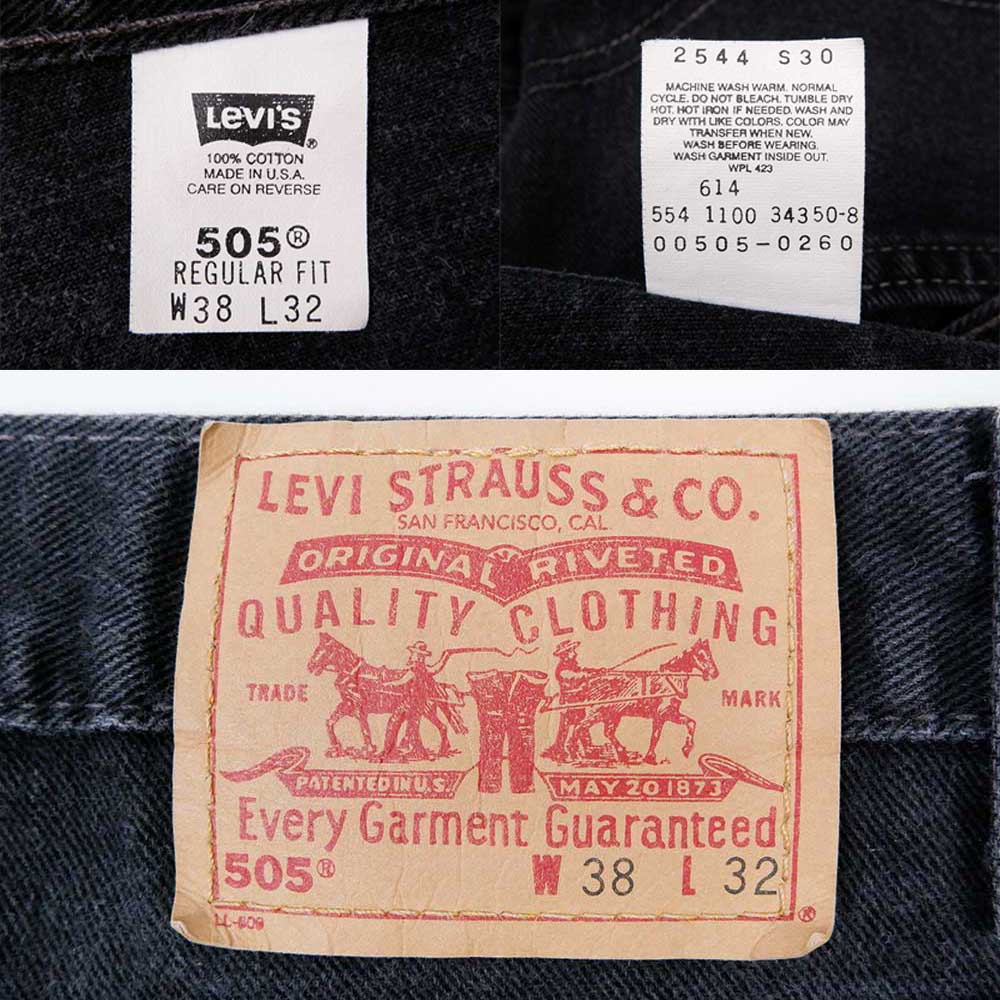 LEVI'S®
100% COTTON
MADE IN U.S.A.
CARE ON REVERSE
505®
REGULAR FIT
W38 L32
2544 S30
MACHINE WASH WARM. NORMAL
CYCLE. DO NOT BLEACH. TUMBLE DRY
HOT. HOT IRON IF NEEDED. WASH AND
DRY WITH LIKE COLORS. COLOR MAY
TRANSFER WHEN NEW.
WASH BEFORE WEARING.
WASH GARMENT INSIDE OUT.
WPL 423
614
554 1100 34350-8
00505-0260
LEVI STRAUSS & CO.
SAN FRANCISCO, CAL.
ORIGINAL RIVETED
QUALITY CLOTHING
TRADE MARK
PATENTED IN U.S. MAY 20 1873
Every Garment Guaranteed
505® W 38 L 32
®